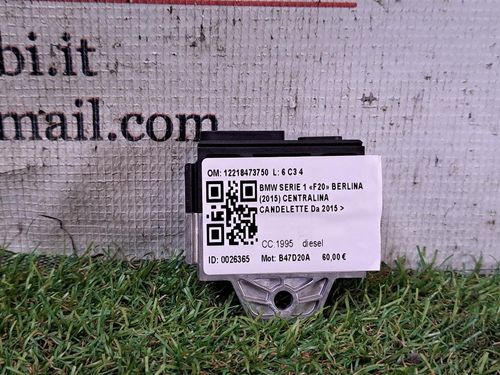 bi.it
mail.com
OM: 12218473750 L: 6 C3 4
BMW SERIE 1 «F20» BERLINA
(2015) CENTRALINA
CANDELETTE Da 2015 >
CC:1995 diesel
ID: 0026365 Mot: B47D20A 60,00 €